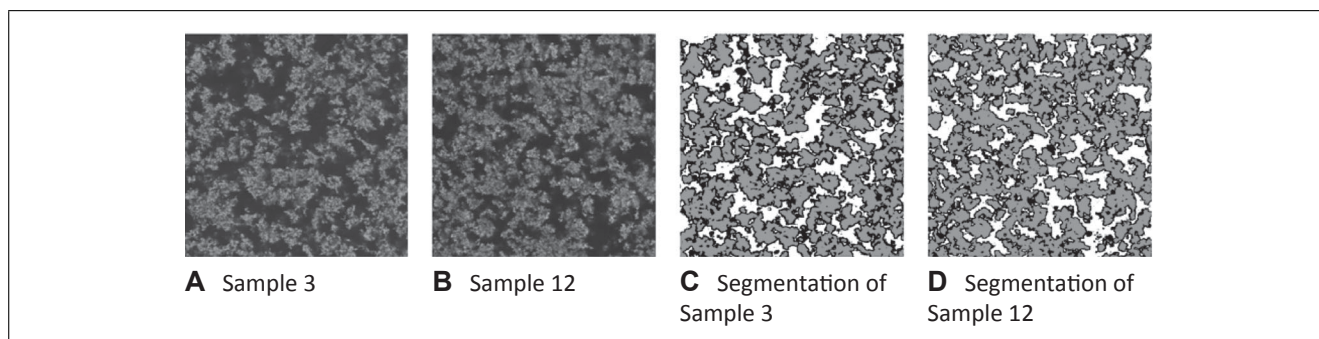 A Sample 3
B Sample 12
C Segmentation of
Sample 3
D Segmentation of
Sample 12